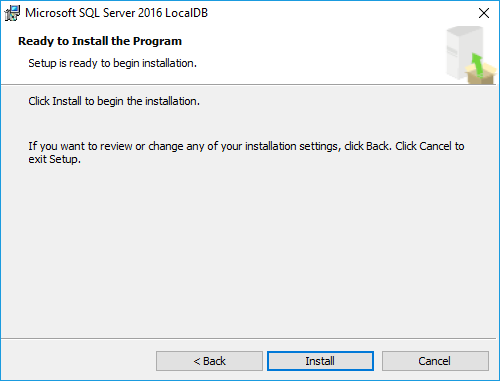 Microsoft SQL Server 2016 LocalDB
Ready to Install the Program
Setup is ready to begin installation.
Click Install to begin the installation.
If you want to review or change any of your installation settings, click Back. Click Cancel to
exit Setup.
< Back
Install
Cancel